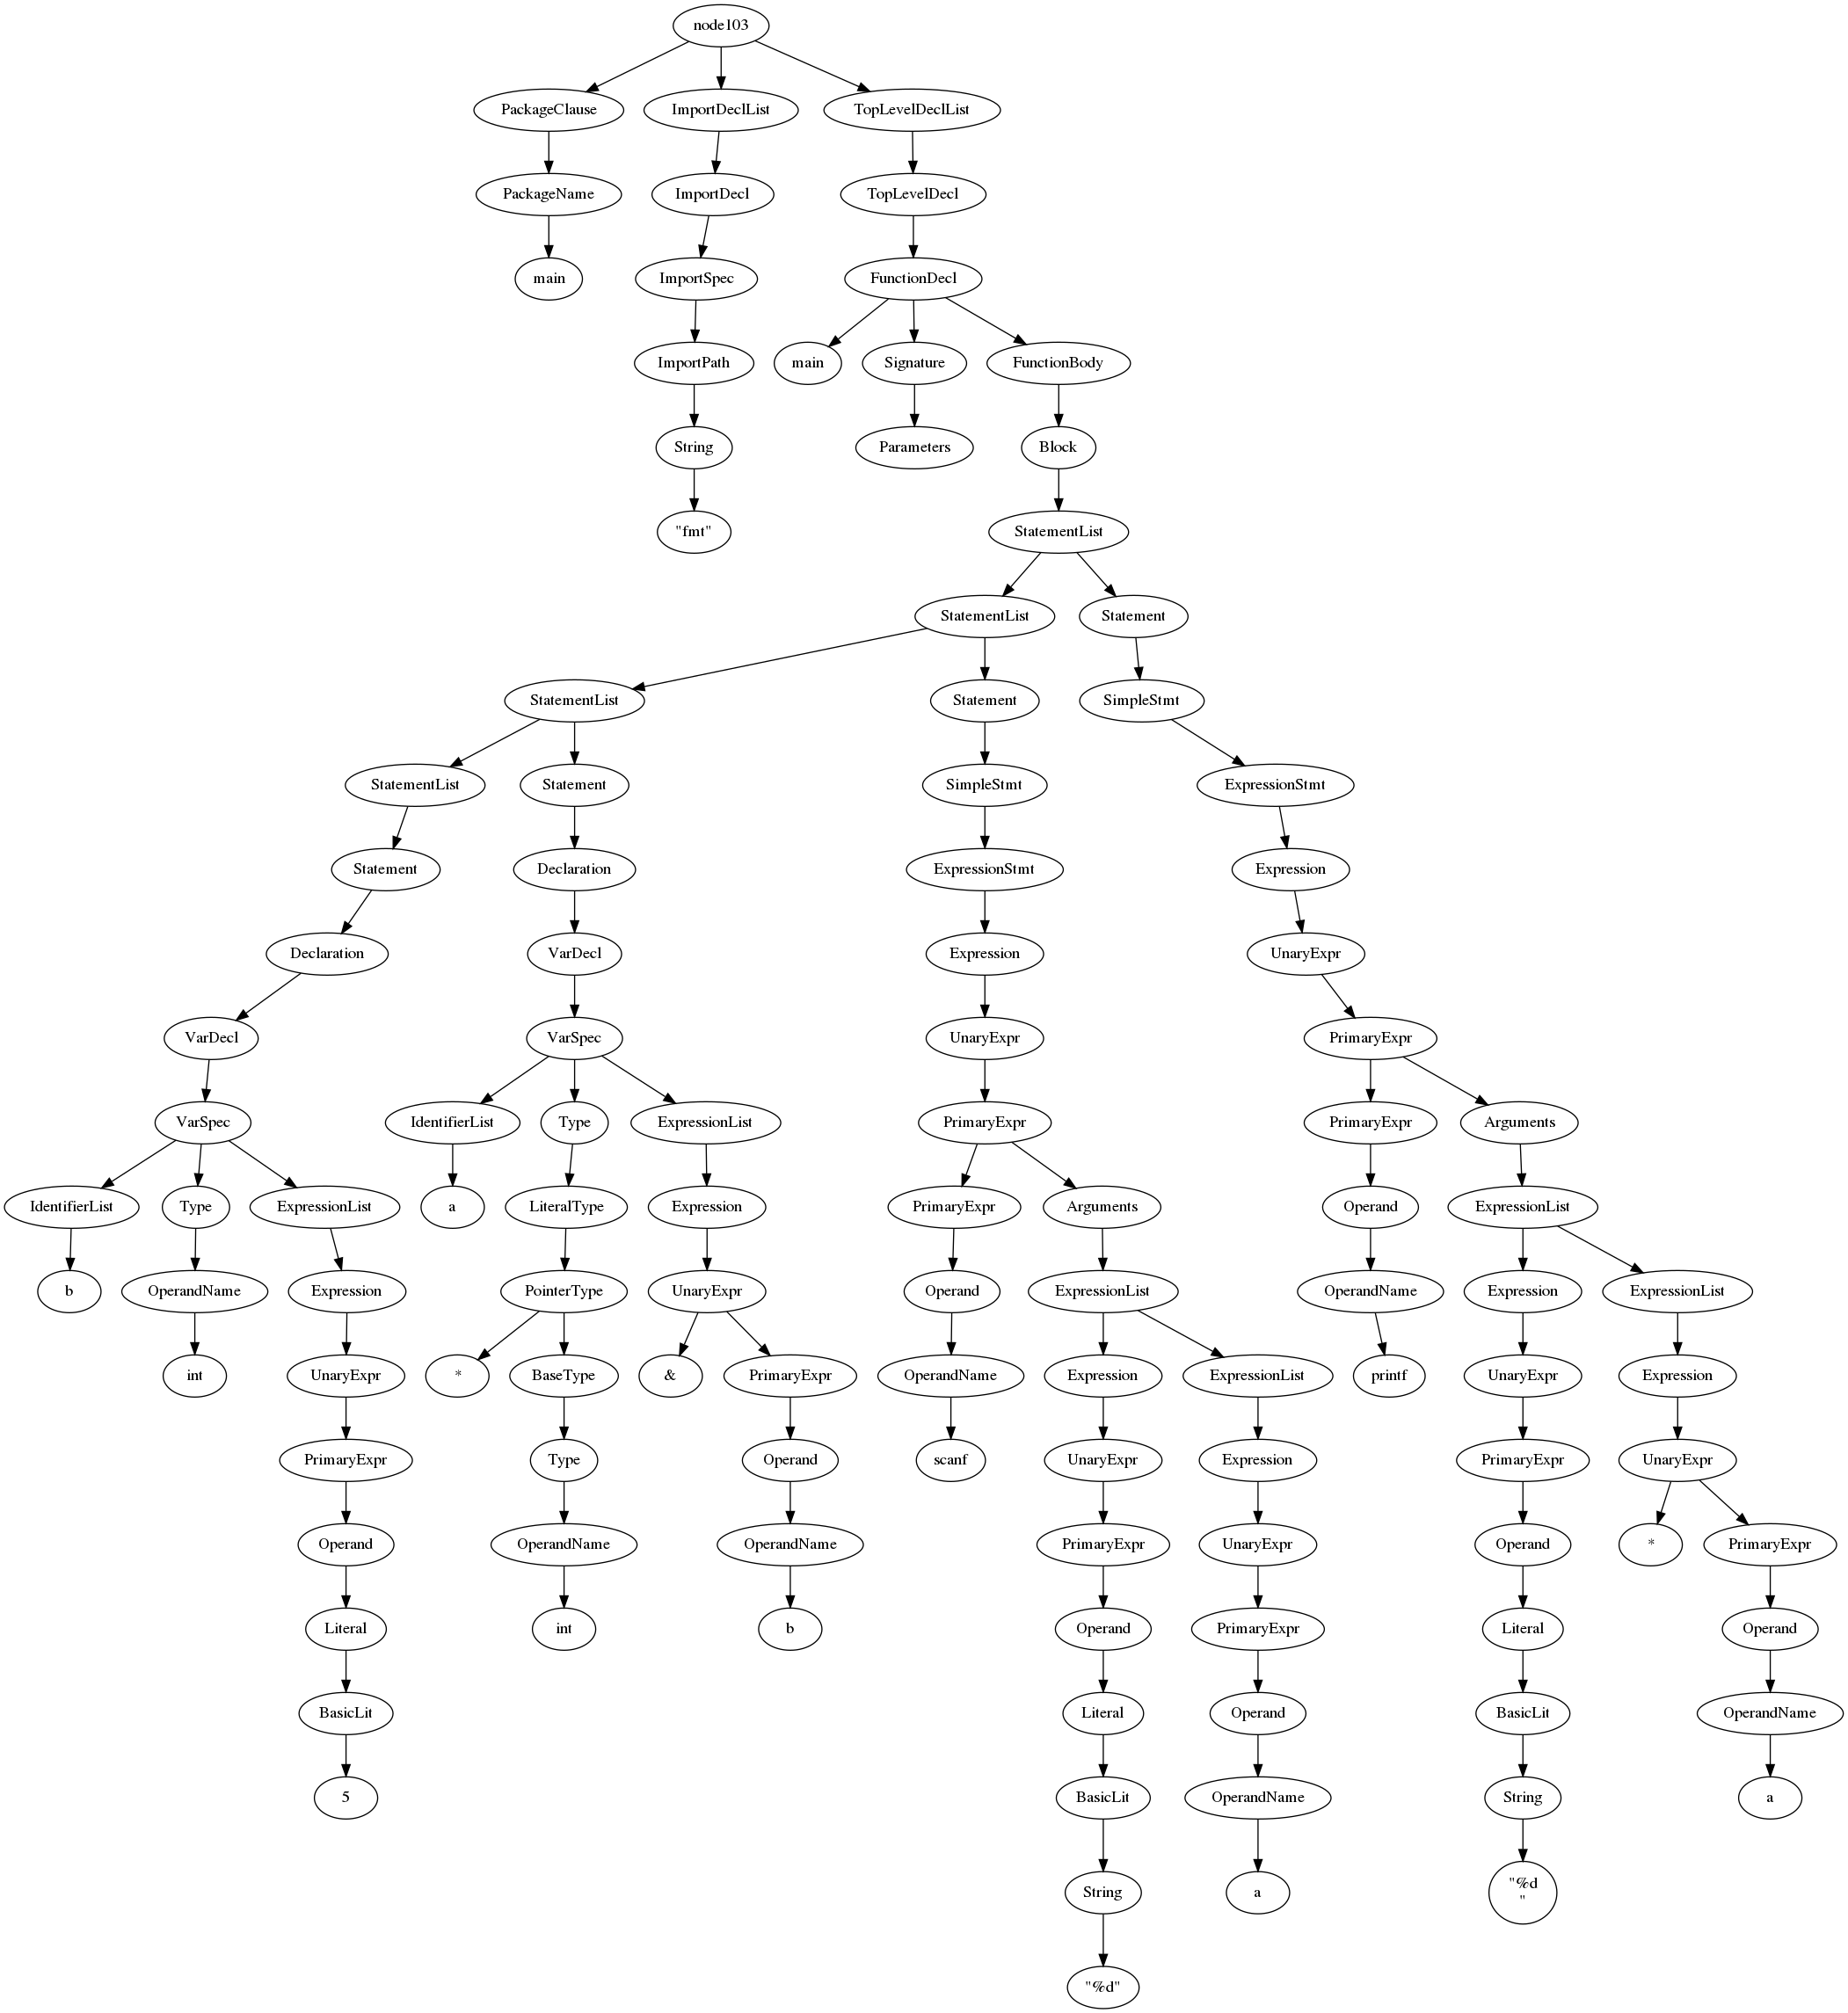 node103
PackageClause
ImportDeclList
TopLevelDeclList
PackageName
ImportDecl
TopLevelDecl
main
ImportSpec
FunctionDecl
ImportPath
main
Signature
FunctionBody
String
Parameters
Block
"fmt"
StatementList
StatementList
Statement
StatementList
Statement
SimpleStmt
StatementList
Statement
SimpleStmt
ExpressionStmt
Statement
Declaration
ExpressionStmt
Expression
Declaration
VarDecl
Expression
UnaryExpr
VarDecl
VarSpec
UnaryExpr
PrimaryExpr
VarSpec
IdentifierList
Type
ExpressionList
PrimaryExpr
PrimaryExpr
Arguments
IdentifierList
Type
ExpressionList
a
LiteralType
Expression
PrimaryExpr
Arguments
Operand
ExpressionList
b
OperandName
Expression
PointerType
UnaryExpr
Operand
ExpressionList
OperandName
Expression
ExpressionList
int
UnaryExpr
*
BaseType
&
PrimaryExpr
OperandName
Expression
ExpressionList
printf
UnaryExpr
Expression
PrimaryExpr
Type
Operand
scanf
UnaryExpr
Expression
PrimaryExpr
UnaryExpr
Operand
OperandName
OperandName
PrimaryExpr
UnaryExpr
Operand
*
PrimaryExpr
Literal
int
b
Operand
PrimaryExpr
Literal
Operand
BasicLit
Literal
Operand
BasicLit
OperandName
5
BasicLit
OperandName
String
a
String
a
"%d
"
"%d"